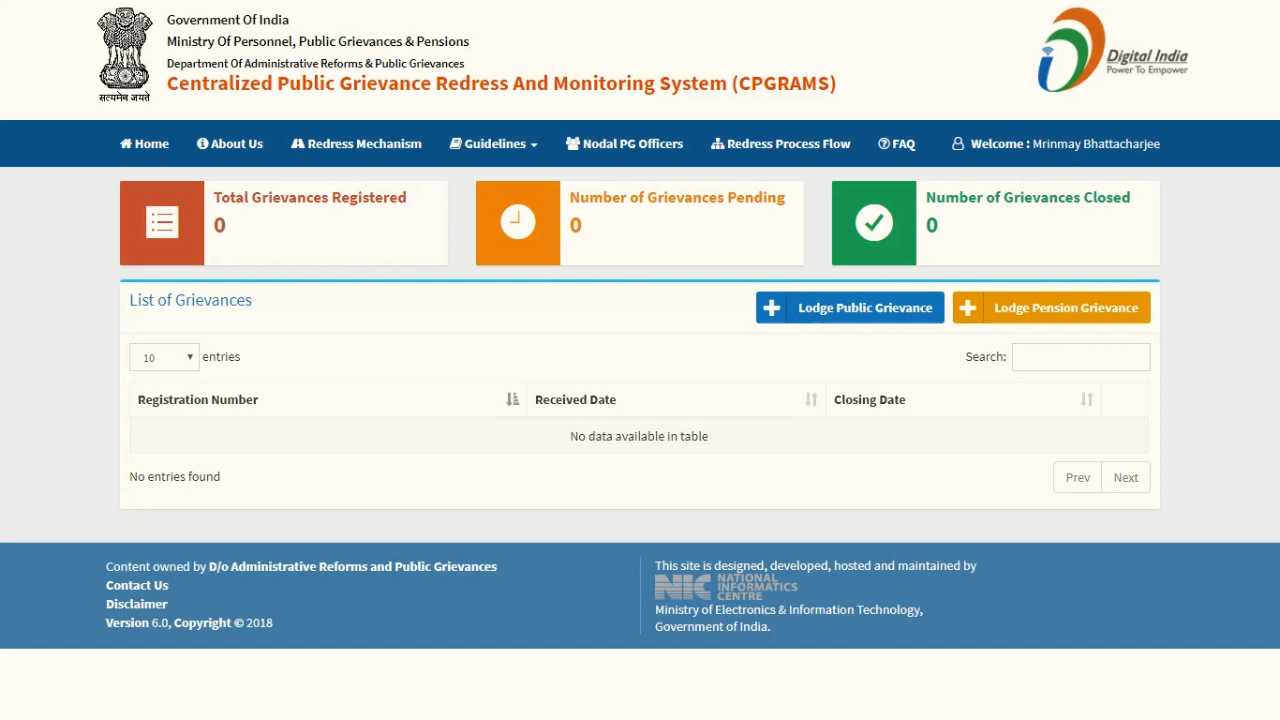 Government Of India
Ministry Of Personnel, Public Grievances & Pensions
Department Of Administrative Reforms & Public Grievances
Centralized Public Grievance Redress And Monitoring System (CPGRAMS)
सत्यमेव जयते
Digital India
Power To Empower
Home About Us Redress Mechanism Guidelines Nodal PG Officers Redress Process Flow FAQ Welcome : Mrinmay Bhattacharjee
Total Grievances Registered
0
Number of Grievances Pending
0
Number of Grievances Closed
0
List of Grievances
Lodge Public Grievance Lodge Pension Grievance
10 entries Search:
Registration Number Received Date Closing Date
No data available in table
No entries found Prev Next
Content owned by D/o Administrative Reforms and Public Grievances
Contact Us
Disclaimer
Version 6.0, Copyright © 2018
This site is designed, developed, hosted and maintained by
NIC NATIONAL
INFORMATICS
CENTRE
Ministry of Electronics & Information Technology,
Government of India.